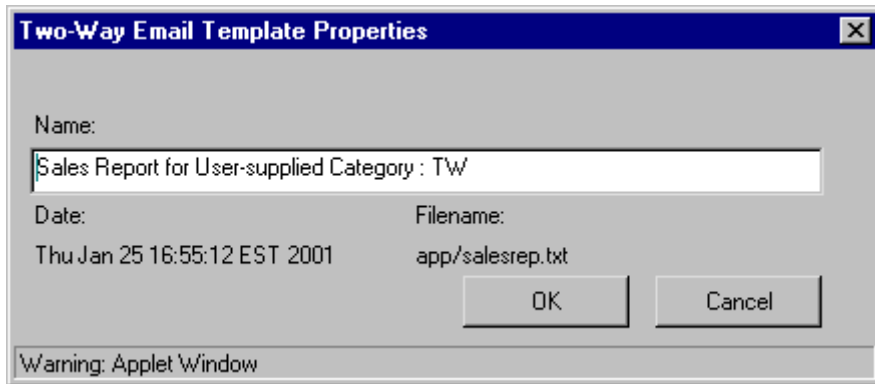 Two-Way Email Template Properties
Name:
Sales Report for User-supplied Category : TW
Date:
Filename:
Thu Jan 25 16:55:12 EST 2001
app/salesrep.txt
OK
Cancel
Warning: Applet Window